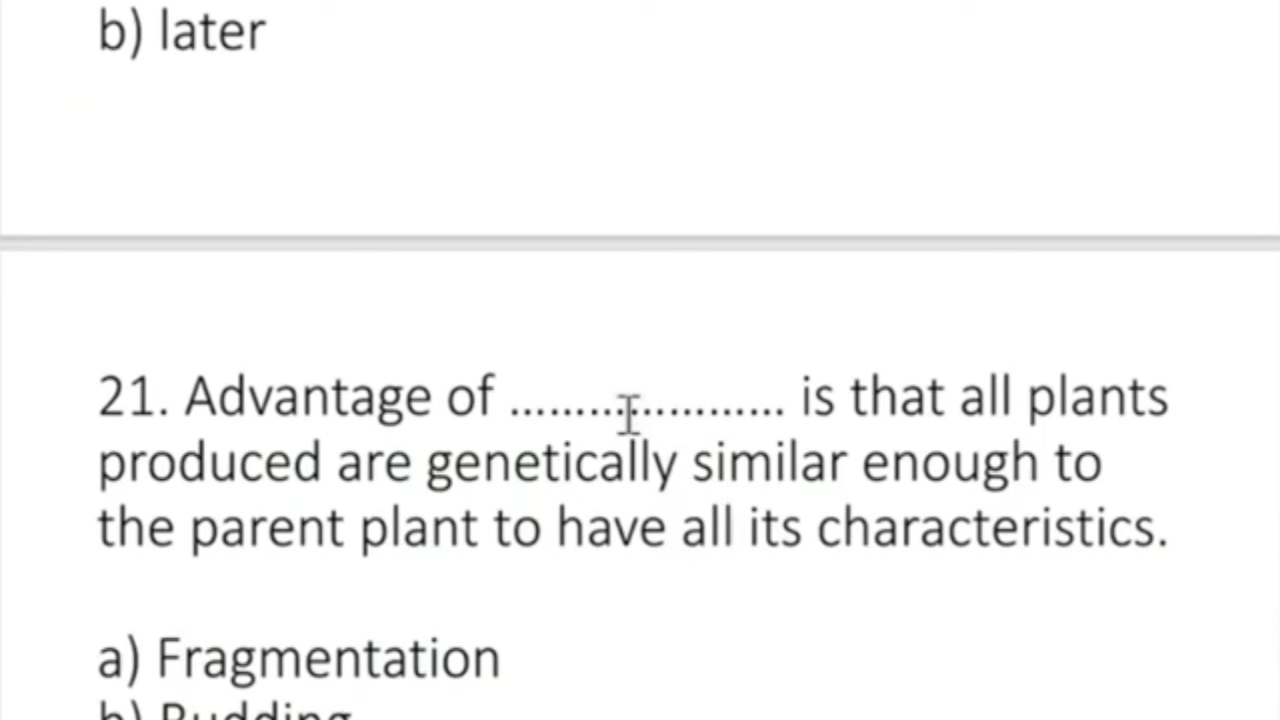 b) later
21. Advantage of ..................... is that all plants
produced are genetically similar enough to
the parent plant to have all its characteristics.
a) Fragmentation
b) Budding